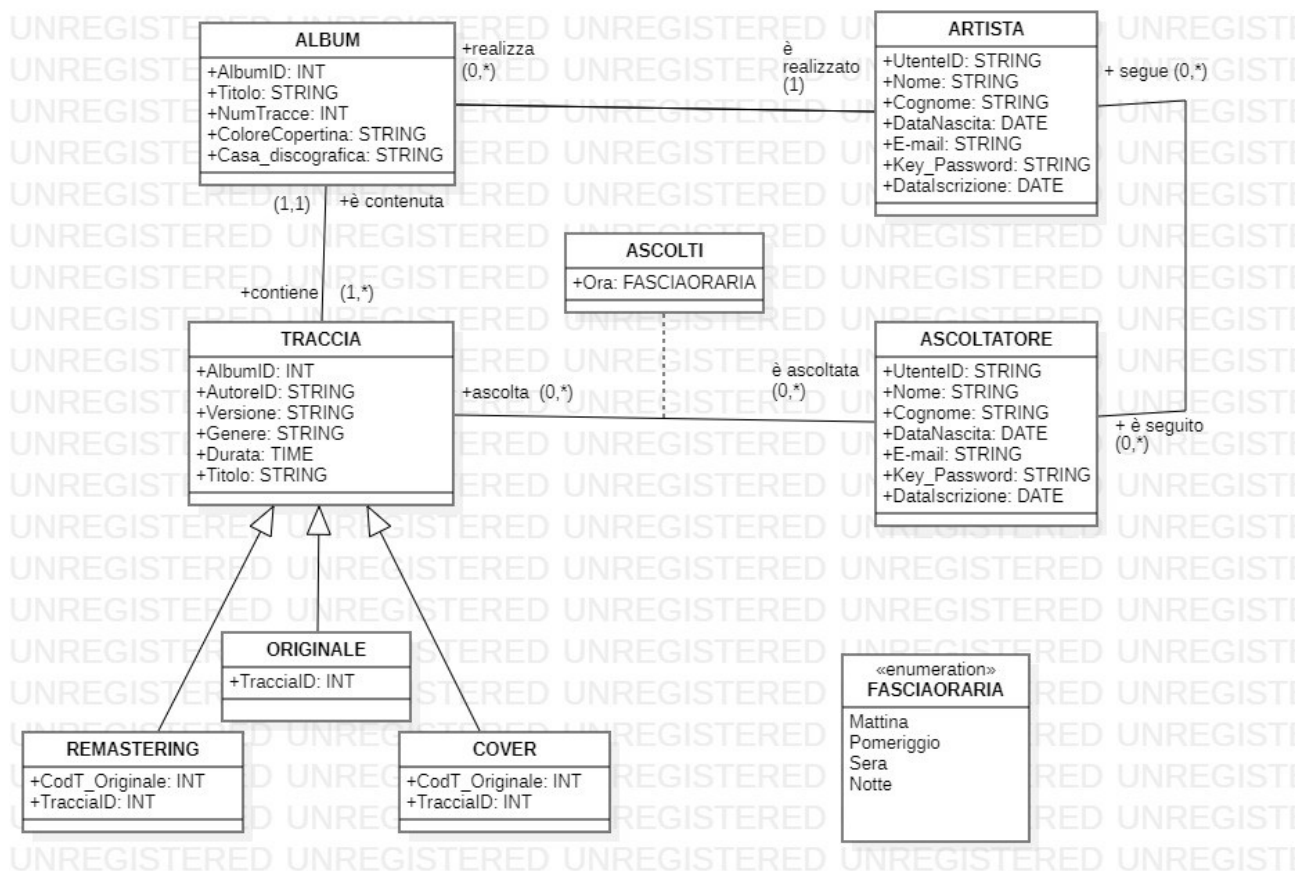 ALBUM
+AlbumID: INT
+Titolo: STRING
+NumTracce: INT
+ColoreCopertina: STRING
+Casa_discografica: STRING
+realizza
(0,*)
è
realizzato
(1)
ARTISTA
+UtenteID: STRING
+Nome: STRING
+Cognome: STRING
+DataNascita: DATE
+E-mail: STRING
+Key_Password: STRING
+DataIscrizione: DATE
+ segue (0,*)
(1,1) +è contenuta
+contiene (1,*)
ASCOLTI
+Ora: FASCIAORARIA
TRACCIA
+AlbumID: INT
+AutoreID: STRING
+Versione: STRING
+Genere: STRING
+Durata: TIME
+Titolo: STRING
+ascolta (0,*)
è ascoltata
(0,*)
ASCOLTATORE
+UtenteID: STRING
+Nome: STRING
+Cognome: STRING
+DataNascita: DATE
+E-mail: STRING
+Key_Password: STRING
+DataIscrizione: DATE
+ è seguito
(0,*)
ORIGINALE
+TracciaID: INT
REMASTERING
+CodT_Originale: INT
+TracciaID: INT
COVER
+CodT_Originale: INT
+TracciaID: INT
«enumeration»
FASCIAORARIA
Mattina
Pomeriggio
Sera
Notte
UNREGISTERED